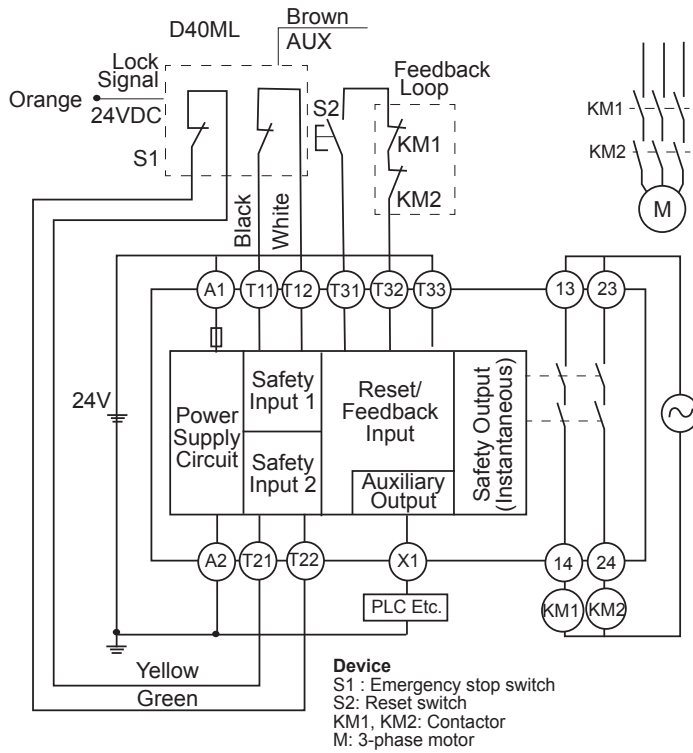 D40ML
Brown
AUX
Lock
Signal
Orange
24VDC
S1
S2
Feedback
Loop
KM1
KM2
KM1
KM2
M
Black
White
A1
T11
T12
T31
T32
T33
13
23
24V
Power
Supply
Circuit
Safety
Input 1
Safety
Input 2
Reset/
Feedback
Input
Auxiliary
Output
Safety Output
(Instantaneous)
A2
T21
T22
X1
14
24
PLC Etc.
KM1
KM2
Yellow
Green
Device
S1 : Emergency stop switch
S2: Reset switch
KM1, KM2: Contactor
M: 3-phase motor